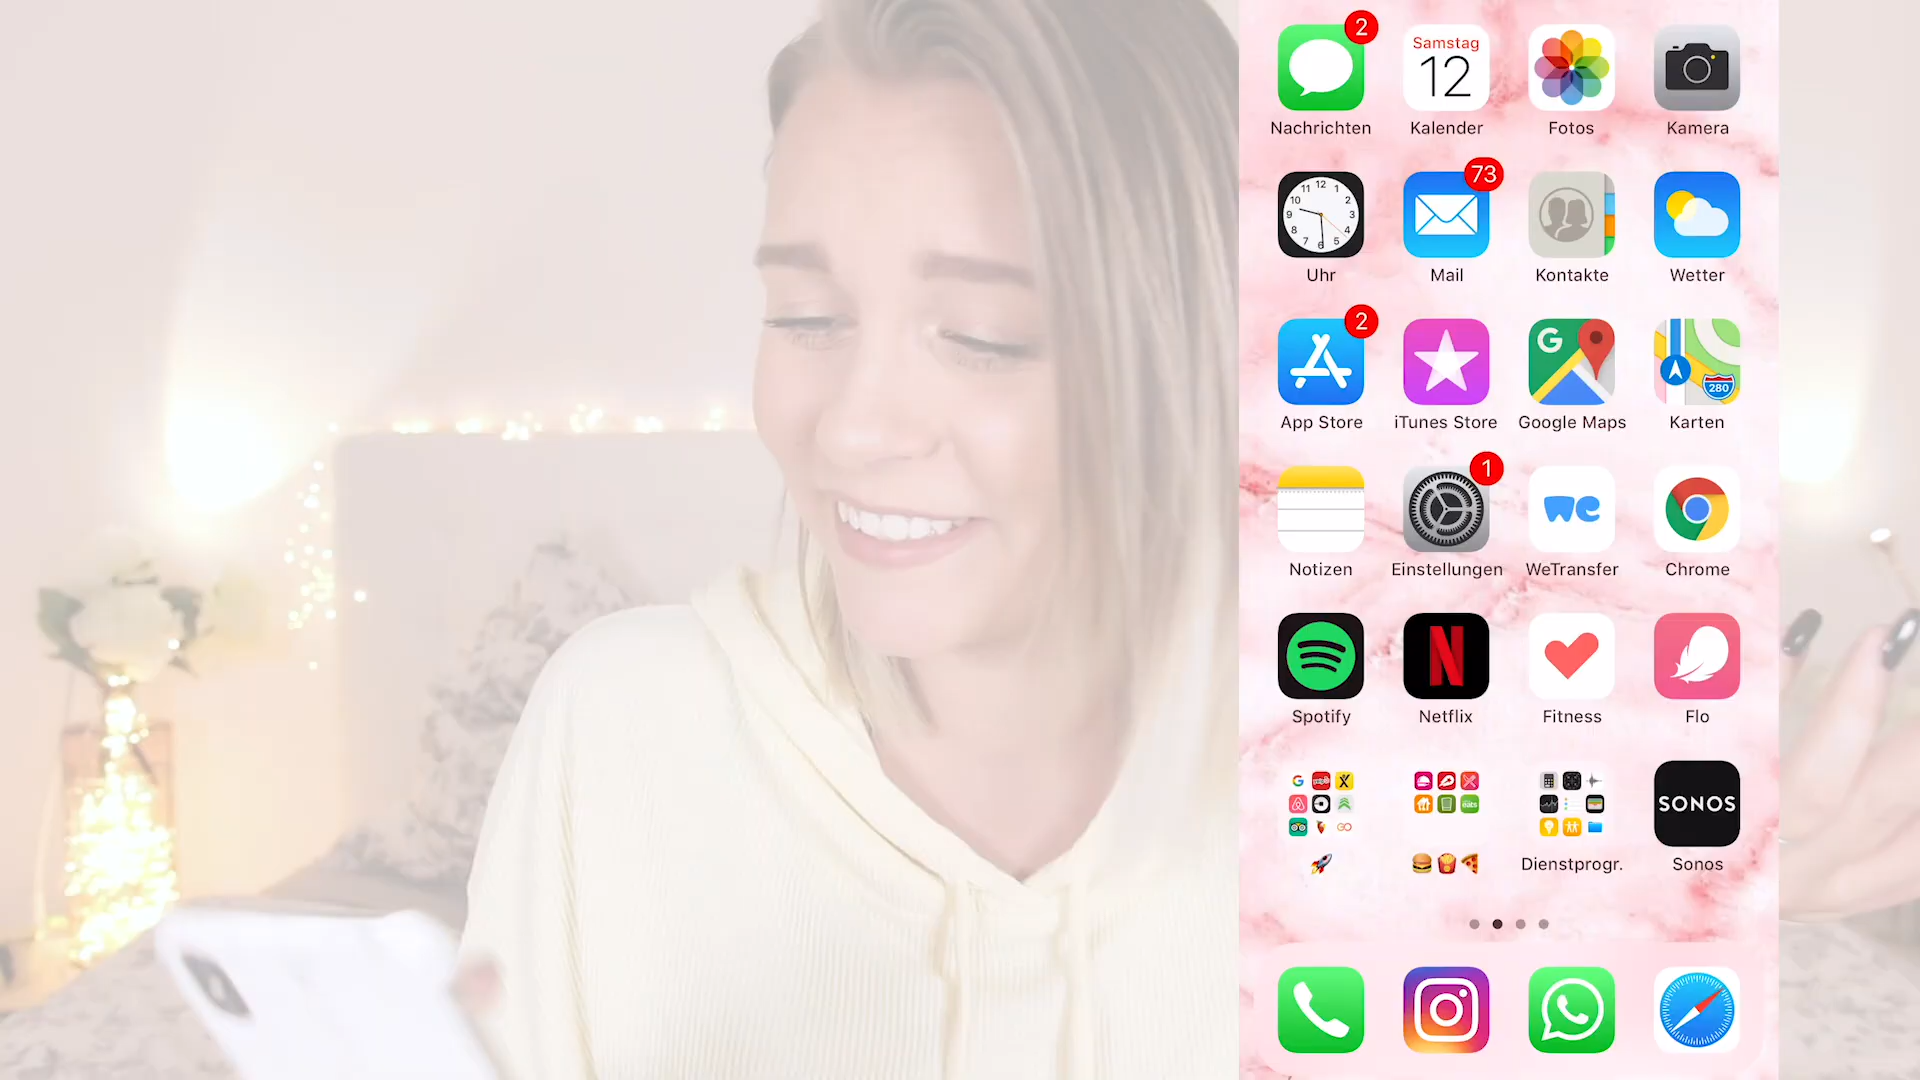 2
Samstag
12
Nachrichten Kalender Fotos Kamera
73
Uhr Mail Kontakte Wetter
2
G
280
App Store iTunes Store Google Maps Karten
1
we
Notizen Einstellungen WeTransfer Chrome
N
Spotify Netflix Fitness Flo
SONOS
Dienstprogr. Sonos